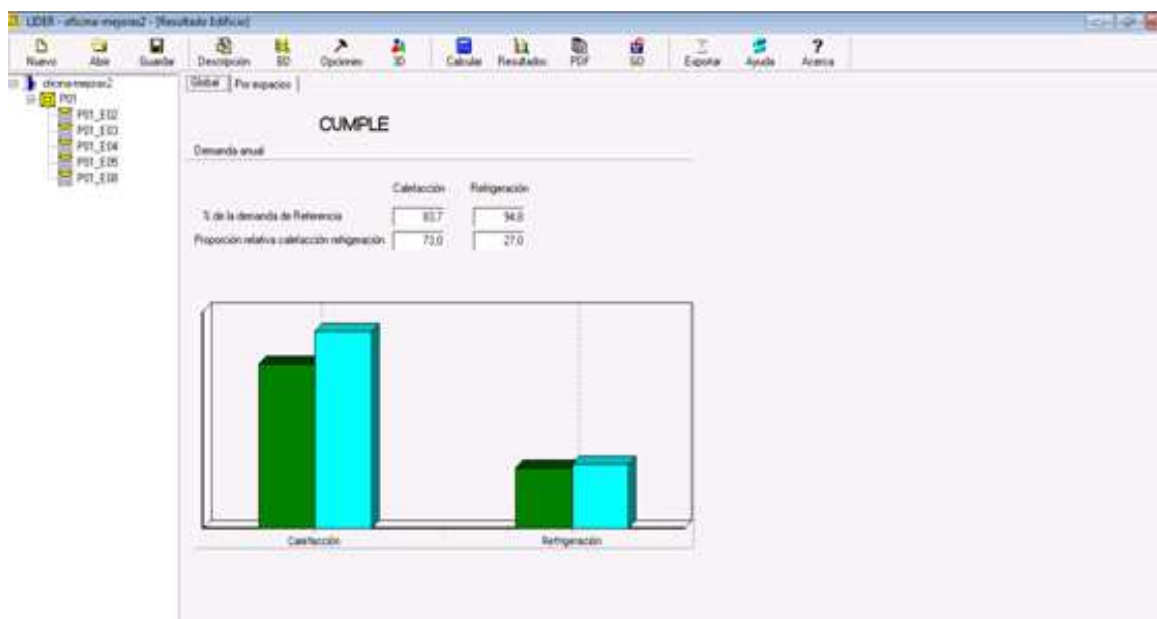 LIDER - oficina-mejoras2 - [Resultado Edificio]
Nuevo Abrir Guardar Descripción BD Opciones 3D Calcular Resultados PDF Exportar Ayuda Acerca
oficina-mejoras2
P01
P01_E02
P01_E03
P01_E04
P01_E05
Global Por espacios
CUMPLE
Demanda anual
Calefacción Refrigeración
% de la demanda de Referencia 83,7 94,8
Proporción relativa calefacción refrigeración 73,0 27,0
Calefacción Refrigeración